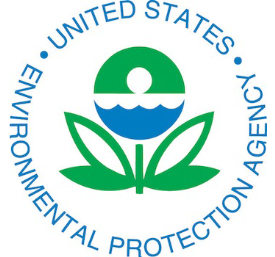 UNITED STATES
ENVIRONMENTAL PROTECTION AGENCY